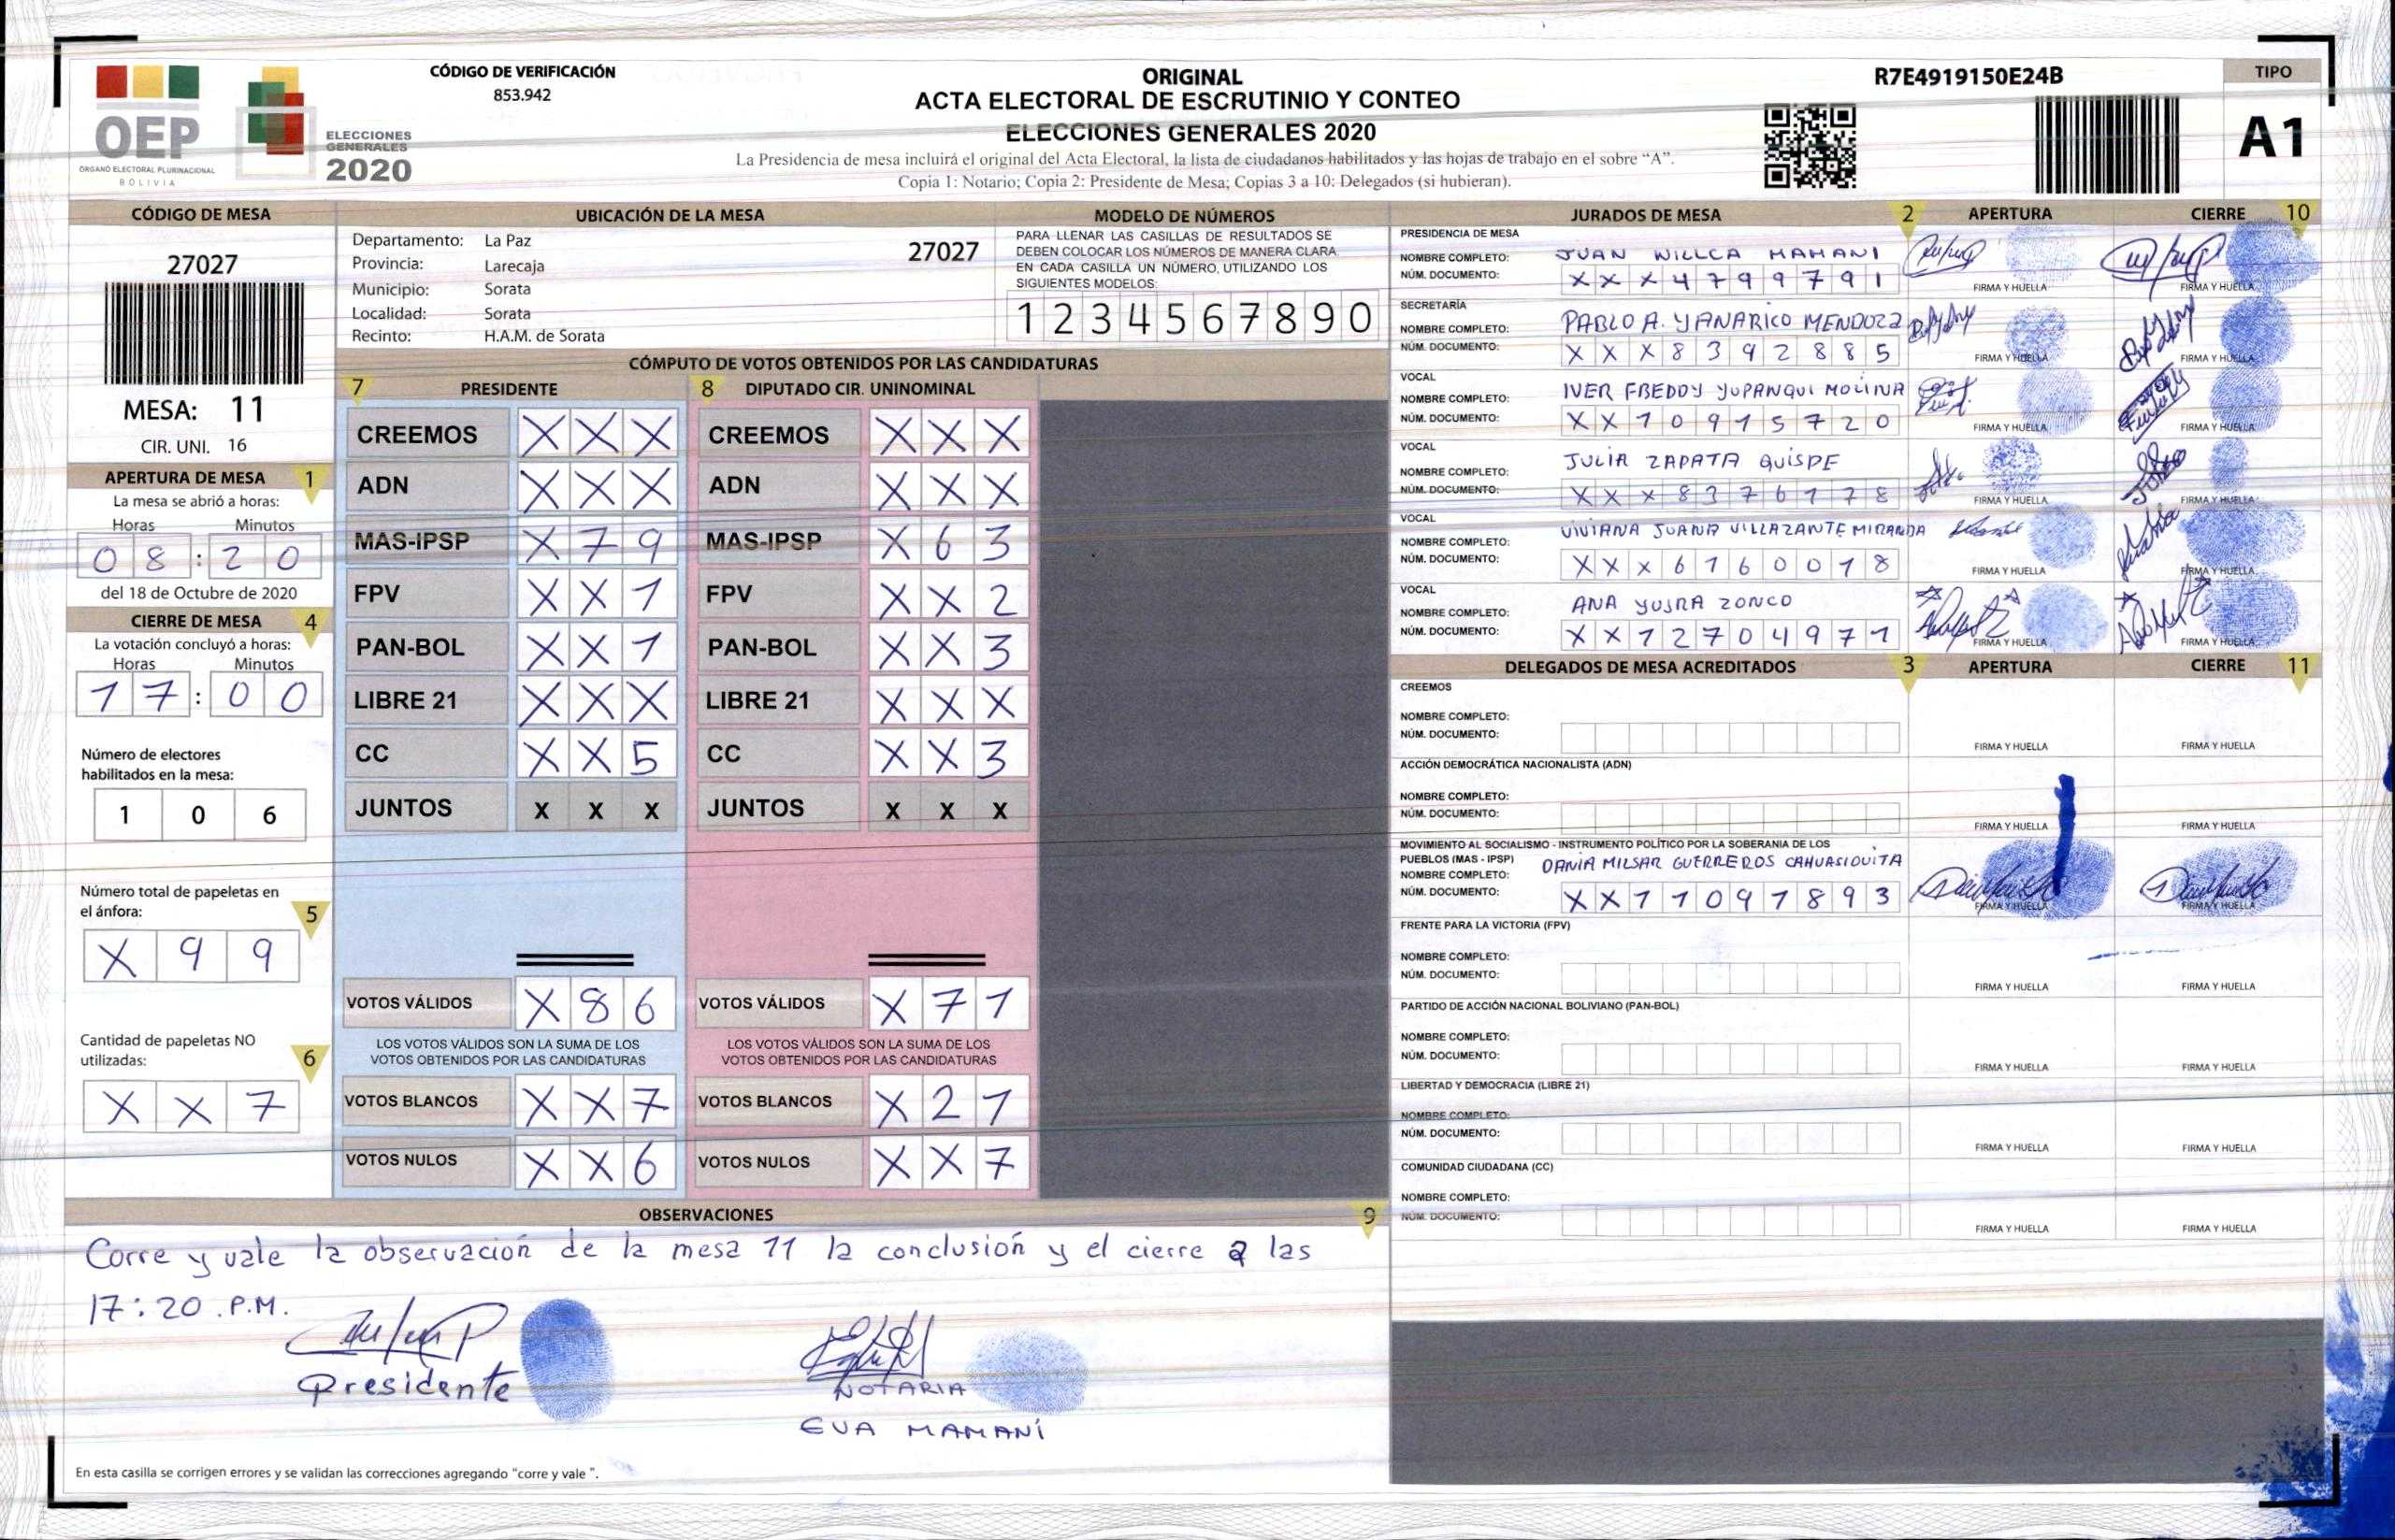 CÓDIGO DE VERIFICACIÓN
853.942
ORIGINAL
ACTA ELECTORAL DE ESCRUTINIO Y CONTEO
ELECCIONES GENERALES 2020
La Presidencia de mesa incluirá el original del Acta Electoral, la lista de ciudadanos habilitados y las hojas de trabajo en el sobre “A”.
Copia 1: Notario; Copia 2: Presidente de Mesa; Copias 3 a 10: Delegados (si hubieran).
R7E4919150E24B
TIPO
A1
OEP
ÓRGANO ELECTORAL PLURINACIONAL
BOLIVIA
ELECCIONES
GENERALES
2020
CÓDIGO DE MESA
27027
MESA: 11
CIR. UNI. 16
APERTURA DE MESA 1
La mesa se abrió a horas:
Horas Minutos
0 8 : 2 0
del 18 de Octubre de 2020
CIERRE DE MESA 4
La votación concluyó a horas:
Horas Minutos
1 7 : 0 0
Número de electores
habilitados en la mesa:
1 0 6
Número total de papeletas en
el ánfora: 5
X 9 9
Cantidad de papeletas NO
utilizadas: 6
X X 7
UBICACIÓN DE LA MESA
Departamento: La Paz 27027
Provincia: Larecaja
Municipio: Sorata
Localidad: Sorata
Recinto: H.A.M. de Sorata
MODELO DE NÚMEROS
PARA LLENAR LAS CASILLAS DE RESULTADOS SE
DEBEN COLOCAR LOS NÚMEROS DE MANERA CLARA
EN CADA CASILLA UN NÚMERO, UTILIZANDO LOS
SIGUIENTES MODELOS:
1 2 3 4 5 6 7 8 9 0
CÓMPUTO DE VOTOS OBTENIDOS POR LAS CANDIDATURAS
7 PRESIDENTE 8 DIPUTADO CIR. UNINOMINAL
CREEMOS X X X CREEMOS X X X
ADN X X X ADN X X X
MAS-IPSP X 7 9 MAS-IPSP X 6 3
FPV X X 1 FPV X X 2
PAN-BOL X X 1 PAN-BOL X X 3
LIBRE 21 X X X LIBRE 21 X X X
CC X X 5 CC X X 3
JUNTOS X X X JUNTOS X X X
VOTOS VÁLIDOS X 8 6 VOTOS VÁLIDOS X 7 1
LOS VOTOS VÁLIDOS SON LA SUMA DE LOS LOS VOTOS VÁLIDOS SON LA SUMA DE LOS
VOTOS OBTENIDOS POR LAS CANDIDATURAS VOTOS OBTENIDOS POR LAS CANDIDATURAS
VOTOS BLANCOS X X 7 VOTOS BLANCOS X 2 1
VOTOS NULOS X X 6 VOTOS NULOS X X 7
JURADOS DE MESA 2 APERTURA CIERRE 10
PRESIDENCIA DE MESA
NOMBRE COMPLETO: JUAN WILLCA MAMANI
NÚM. DOCUMENTO: X X X 4 7 9 9 7 9 1 FIRMA Y HUELLA FIRMA Y HUELLA
SECRETARÍA
NOMBRE COMPLETO: PABLO A. YANARICO MENDOZA
NÚM. DOCUMENTO: X X X 8 3 9 2 8 8 5 FIRMA Y HUELLA FIRMA Y HUELLA
VOCAL
NOMBRE COMPLETO: IVER FREDDY YUPANQUI MOLINA
NÚM. DOCUMENTO: X X 1 0 9 1 5 7 2 0 FIRMA Y HUELLA FIRMA Y HUELLA
VOCAL
NOMBRE COMPLETO: JULIA ZAPATA QUISPE
NÚM. DOCUMENTO: X X X 8 3 7 6 1 7 8 FIRMA Y HUELLA FIRMA Y HUELLA
VOCAL
NOMBRE COMPLETO: VIVIANA JUANA VILLAZANTE MIRANDA
NÚM. DOCUMENTO: X X X 6 1 6 0 0 1 8 FIRMA Y HUELLA FIRMA Y HUELLA
VOCAL
NOMBRE COMPLETO: ANA YUJRA ZONCO
NÚM. DOCUMENTO: X X 1 2 7 0 4 9 7 1 FIRMA Y HUELLA FIRMA Y HUELLA
DELEGADOS DE MESA ACREDITADOS 3 APERTURA CIERRE 11
CREEMOS
NOMBRE COMPLETO:
NÚM. DOCUMENTO: FIRMA Y HUELLA FIRMA Y HUELLA
ACCIÓN DEMOCRÁTICA NACIONALISTA (ADN)
NOMBRE COMPLETO:
NÚM. DOCUMENTO: FIRMA Y HUELLA FIRMA Y HUELLA
MOVIMIENTO AL SOCIALISMO - INSTRUMENTO POLÍTICO POR LA SOBERANIA DE LOS
PUEBLOS (MAS - IPSP) DANIA MILSAR GUERREROS CAHUASIQUITA
NOMBRE COMPLETO:
NÚM. DOCUMENTO: X X 1 1 0 9 1 8 9 3 FIRMA Y HUELLA FIRMA Y HUELLA
FRENTE PARA LA VICTORIA (FPV)
NOMBRE COMPLETO:
NÚM. DOCUMENTO: FIRMA Y HUELLA FIRMA Y HUELLA
PARTIDO DE ACCIÓN NACIONAL BOLIVIANO (PAN-BOL)
NOMBRE COMPLETO:
NÚM. DOCUMENTO: FIRMA Y HUELLA FIRMA Y HUELLA
LIBERTAD Y DEMOCRACIA (LIBRE 21)
NOMBRE COMPLETO:
NÚM. DOCUMENTO: FIRMA Y HUELLA FIRMA Y HUELLA
COMUNIDAD CIUDADANA (CC)
NOMBRE COMPLETO:
NÚM. DOCUMENTO: FIRMA Y HUELLA FIRMA Y HUELLA
OBSERVACIONES 9
Corre y vale la observación de la mesa 11 la conclusión y el cierre a las
17:20 .P.M.
Presidente
NOTARIA
EVA MAMANÍ
En esta casilla se corrigen errores y se validan las correcciones agregando "corre y vale ".